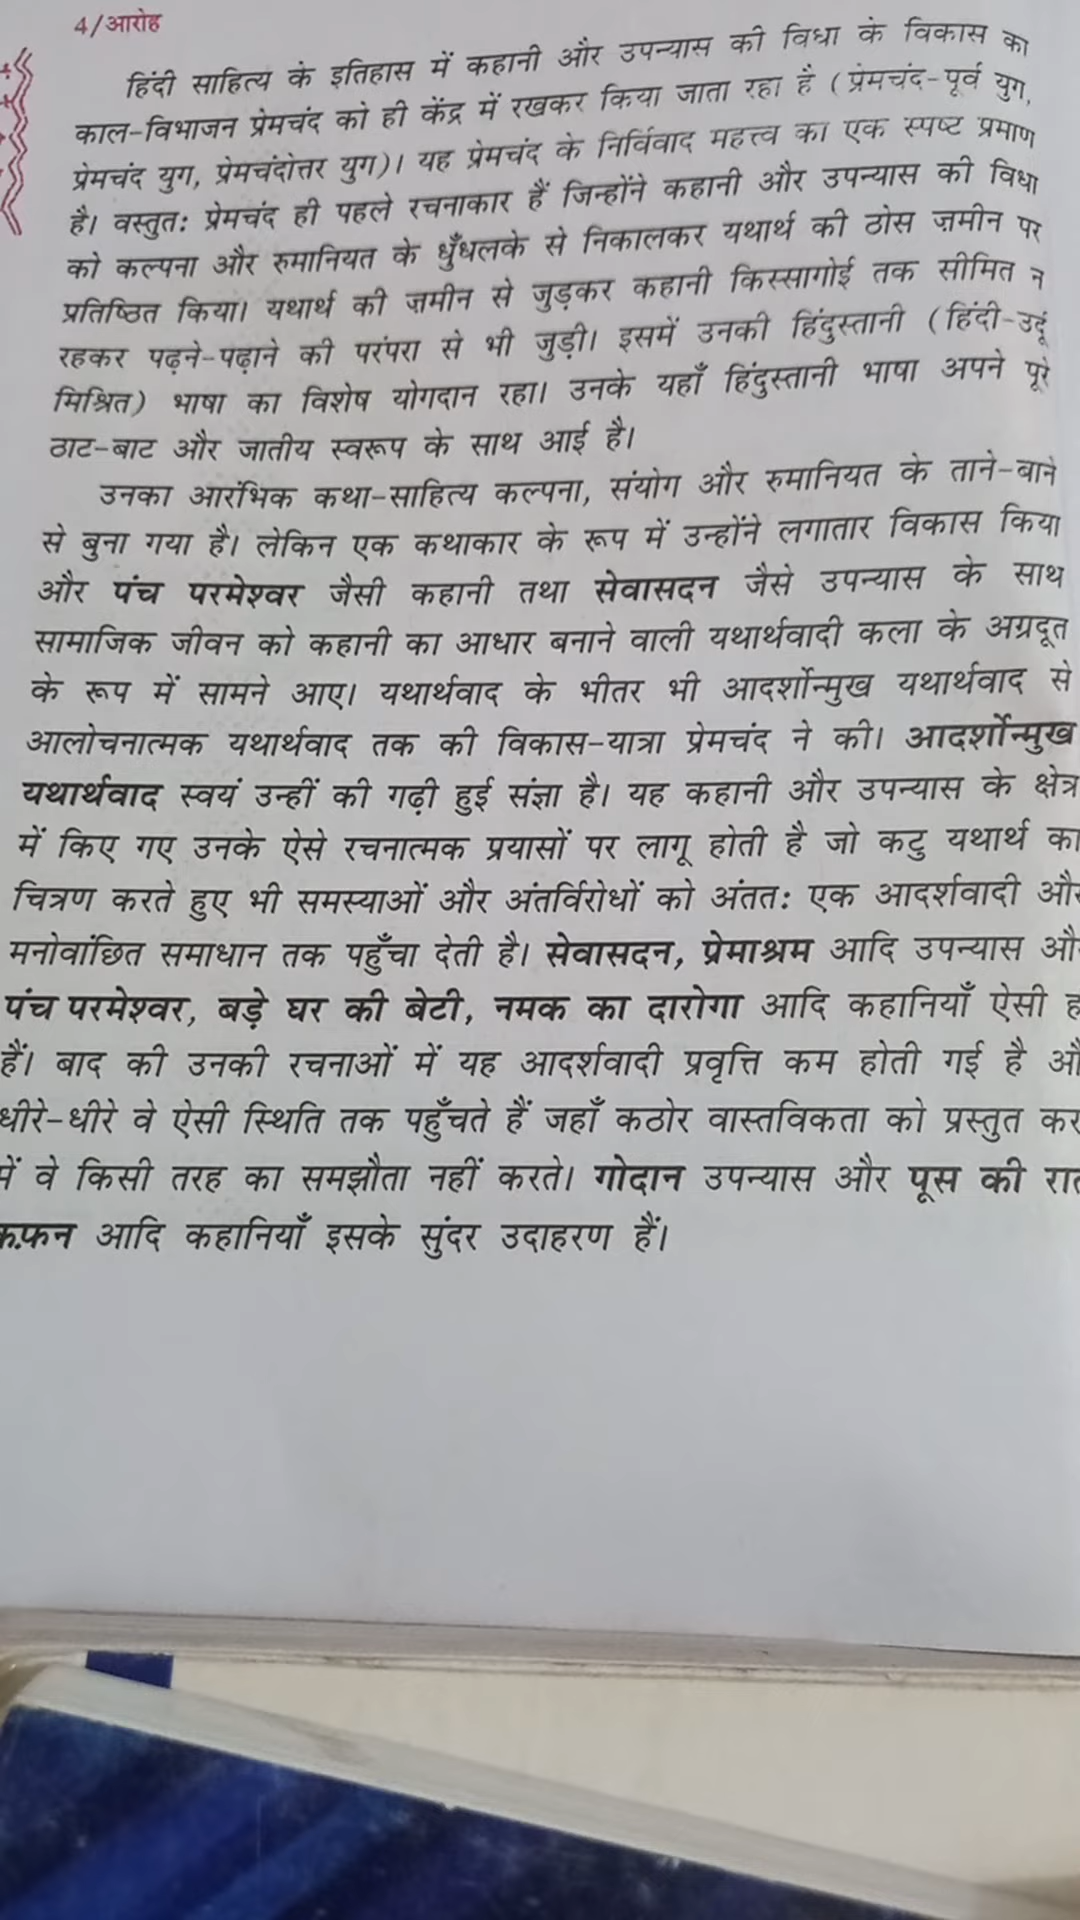 4/आरोह
हिंदी साहित्य के इतिहास में कहानी और उपन्यास की विधा के विकास का
काल-विभाजन प्रेमचंद को ही केंद्र में रखकर किया जाता रहा है (प्रेमचंद-पूर्व युग,
प्रेमचंद युग, प्रेमचंदोत्तर युग)। यह प्रेमचंद के निर्विवाद महत्त्व का एक स्पष्ट प्रमाण
है। वस्तुतः प्रेमचंद ही पहले रचनाकार हैं जिन्होंने कहानी और उपन्यास की विधा
को कल्पना और रुमानियत के धुँधलके से निकालकर यथार्थ की ठोस ज़मीन पर
प्रतिष्ठित किया। यथार्थ की ज़मीन से जुड़कर कहानी किस्सागोई तक सीमित न
रहकर पढ़ने-पढ़ाने की परंपरा से भी जुड़ी। इसमें उनकी हिंदुस्तानी (हिंदी-उर्दू
मिश्रित) भाषा का विशेष योगदान रहा। उनके यहाँ हिंदुस्तानी भाषा अपने पूरे
ठाट-बाट और जातीय स्वरूप के साथ आई है।
उनका आरंभिक कथा-साहित्य कल्पना, संयोग और रुमानियत के ताने-बाने
से बुना गया है। लेकिन एक कथाकार के रूप में उन्होंने लगातार विकास किया
और पंच परमेश्वर जैसी कहानी तथा सेवासदन जैसे उपन्यास के साथ
सामाजिक जीवन को कहानी का आधार बनाने वाली यथार्थवादी कला के अग्रदूत
के रूप में सामने आए। यथार्थवाद के भीतर भी आदर्शोन्मुख यथार्थवाद से
आलोचनात्मक यथार्थवाद तक की विकास-यात्रा प्रेमचंद ने की। आदर्शोन्मुख
यथार्थवाद स्वयं उन्हीं की गढ़ी हुई संज्ञा है। यह कहानी और उपन्यास के क्षेत्र
में किए गए उनके ऐसे रचनात्मक प्रयासों पर लागू होती है जो कटु यथार्थ का
चित्रण करते हुए भी समस्याओं और अंतर्विरोधों को अंततः एक आदर्शवादी और
मनोवांछित समाधान तक पहुँचा देती है। सेवासदन, प्रेमाश्रम आदि उपन्यास
पंच परमेश्वर, बड़े घर की बेटी, नमक का दारोगा आदि कहानियाँ ऐसी
हैं। बाद की उनकी रचनाओं में यह आदर्शवादी प्रवृत्ति कम होती गई है
धीरे-धीरे वे ऐसी स्थिति तक पहुँचते हैं जहाँ कठोर वास्तविकता को प्रस्तुत
में वे किसी तरह का समझौता नहीं करते। गोदान उपन्यास और पूस की रात
कफ़न आदि कहानियाँ इसके सुंदर उदाहरण हैं।